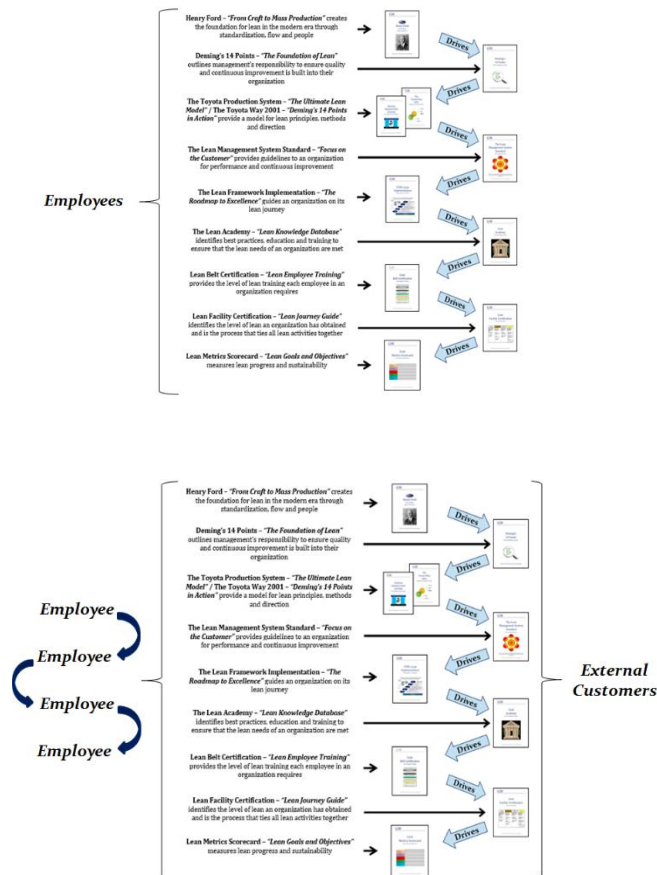 Henry Ford – “From Craft to Mass Production” creates
the foundation for lean in the modern era through
standardization, flow and people
Drives
Deming's 14 Points – “The Foundation of Lean”
outlines management's responsibility to ensure quality
and continuous improvement is built into their
organization
Drives
The Toyota Production System – “The Ultimate Lean
Model” / The Toyota Way 2001 – “Deming's 14 Points
in Action” provide a model for lean principles, methods
and direction
Drives
The Lean Management System Standard – “Focus on
the Customer” provides guidelines to an organization
for performance and continuous improvement
Drives
Employees
The Lean Framework Implementation – “The
Roadmap to Excellence” guides an organization on its
lean journey
Drives
The Lean Academy – “Lean Knowledge Database”
identifies best practices, education and training to
ensure that the lean needs of an organization are met
Drives
Lean Belt Certification – “Lean Employee Training”
provides the level of lean training each employee in an
organization requires
Drives
Lean Facility Certification – “Lean Journey Guide”
identifies the level of lean an organization has obtained
and is the process that ties all lean activities together
Drives
Lean Metrics Scorecard – “Lean Goals and Objectives”
measures lean progress and sustainability
Henry Ford – “From Craft to Mass Production” creates
the foundation for lean in the modern era through
standardization, flow and people
Drives
Deming's 14 Points – “The Foundation of Lean”
outlines management's responsibility to ensure quality
and continuous improvement is built into their
organization
Drives
The Toyota Production System – “The Ultimate Lean
Model” / The Toyota Way 2001 – “Deming's 14 Points
in Action” provide a model for lean principles, methods
and direction
Drives
Employee
The Lean Management System Standard – “Focus on
the Customer” provides guidelines to an organization
for performance and continuous improvement
Drives
Employee
The Lean Framework Implementation – “The
Roadmap to Excellence” guides an organization on its
lean journey
Drives
External
Customers
Employee
The Lean Academy – “Lean Knowledge Database”
identifies best practices, education and training to
ensure that the lean needs of an organization are met
Drives
Employee
Lean Belt Certification – “Lean Employee Training”
provides the level of lean training each employee in an
organization requires
Drives
Lean Facility Certification – “Lean Journey Guide”
identifies the level of lean an organization has obtained
and is the process that ties all lean activities together
Drives
Lean Metrics Scorecard – “Lean Goals and Objectives”
measures lean progress and sustainability